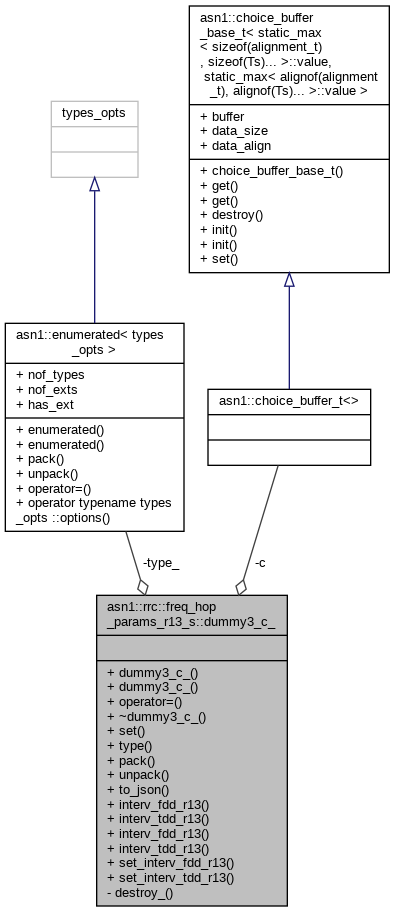 asn1::choice_buffer
_base_t< static_max
< sizeof(alignment_t)
, sizeof(Ts)... >::value,
static_max< alignof(alignment
_t), alignof(Ts)... >::value >
+ buffer
+ data_size
+ data_align
+ choice_buffer_base_t()
+ get()
+ get()
+ destroy()
+ init()
+ init()
+ set()
types_opts
asn1::enumerated< types
_opts >
+ nof_types
+ nof_exts
+ has_ext
+ enumerated()
+ enumerated()
+ pack()
+ unpack()
+ operator=()
+ operator typename types
_opts ::options()
asn1::choice_buffer_t<>
-type_
-c
asn1::rrc::freq_hop
_params_r13_s::dummy3_c_
+ dummy3_c_()
+ dummy3_c_()
+ operator=()
+ ~dummy3_c_()
+ set()
+ type()
+ pack()
+ unpack()
+ to_json()
+ interv_fdd_r13()
+ interv_tdd_r13()
+ interv_fdd_r13()
+ interv_tdd_r13()
+ set_interv_fdd_r13()
+ set_interv_tdd_r13()
- destroy_()